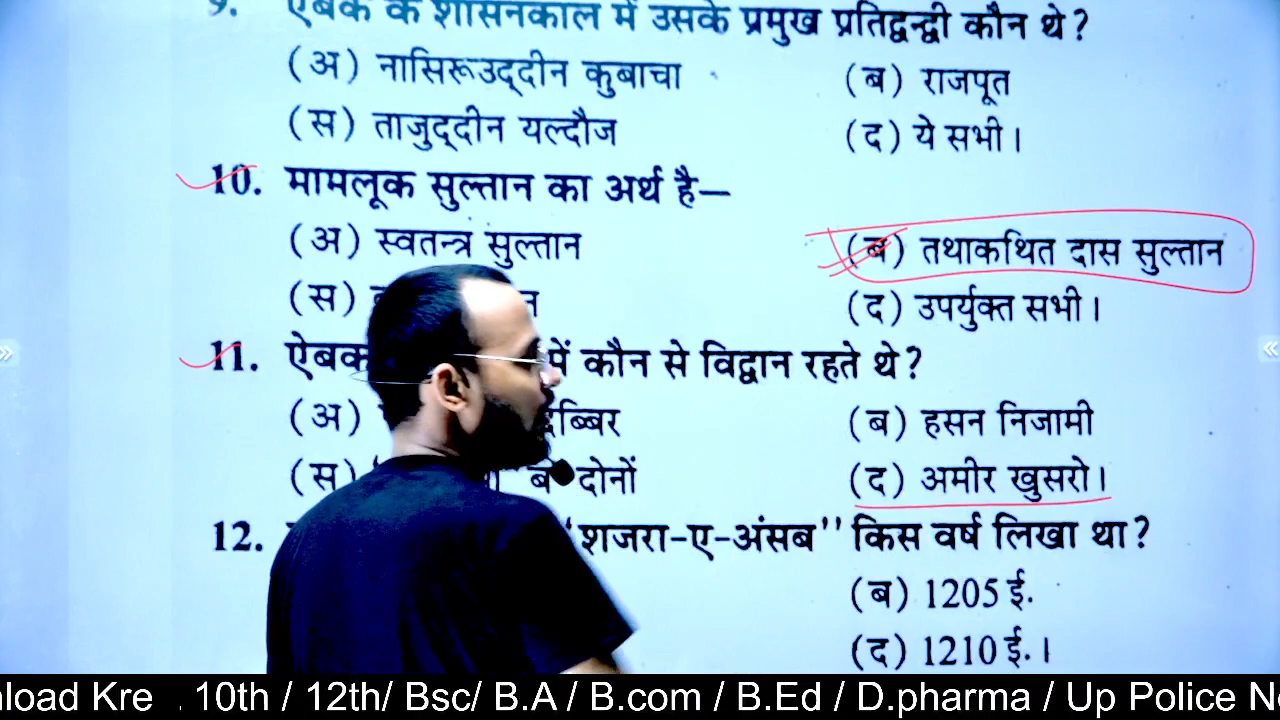 9. ऐबक के शासनकाल में उसके प्रमुख प्रतिद्वन्द्वी कौन थे?
(अ) नासिरूउद्दीन कुबाचा (ब) राजपूत
(स) ताजुद्दीन यल्दौज (द) ये सभी।
10. मामलूक सुल्तान का अर्थ है—
(अ) स्वतन्त्र सुल्तान (ब) तथाकथित दास सुल्तान
(स) (द) उपर्युक्त सभी।
11. ऐबक में कौन से विद्वान रहते थे?
(अ) (ब) हसन निजामी
(स) ब दोनों (द) अमीर खुसरो।
12. "शजरा-ए-अंसब" किस वर्ष लिखा था?
(ब) 1205 ई.
(द) 1210 ई.।
10th / 12th/ Bsc/ B.A / B.com / B.Ed / D.pharma / Up Police